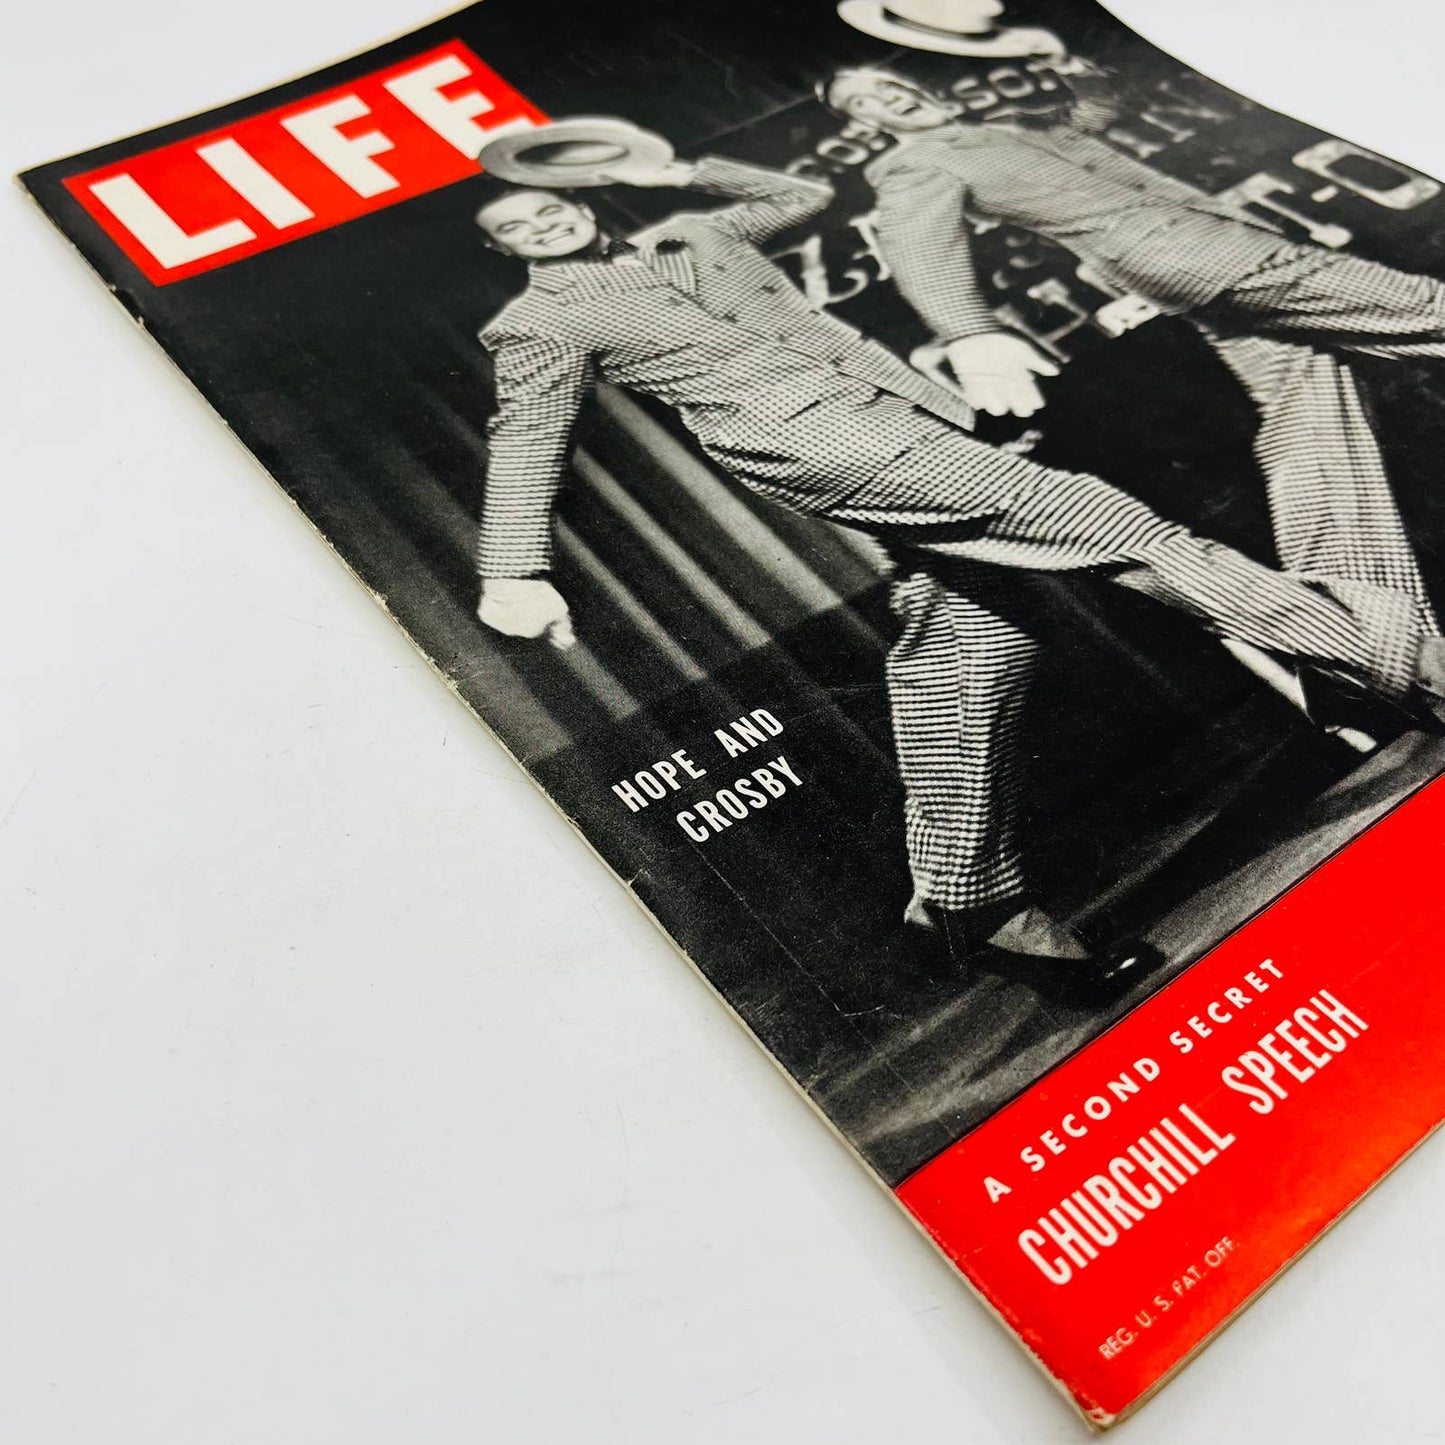 LIFE
HOPE AND
CROSBY
A SECOND SECRET
CHURCHILL SPEECH
REG. U. S. PAT. OFF.